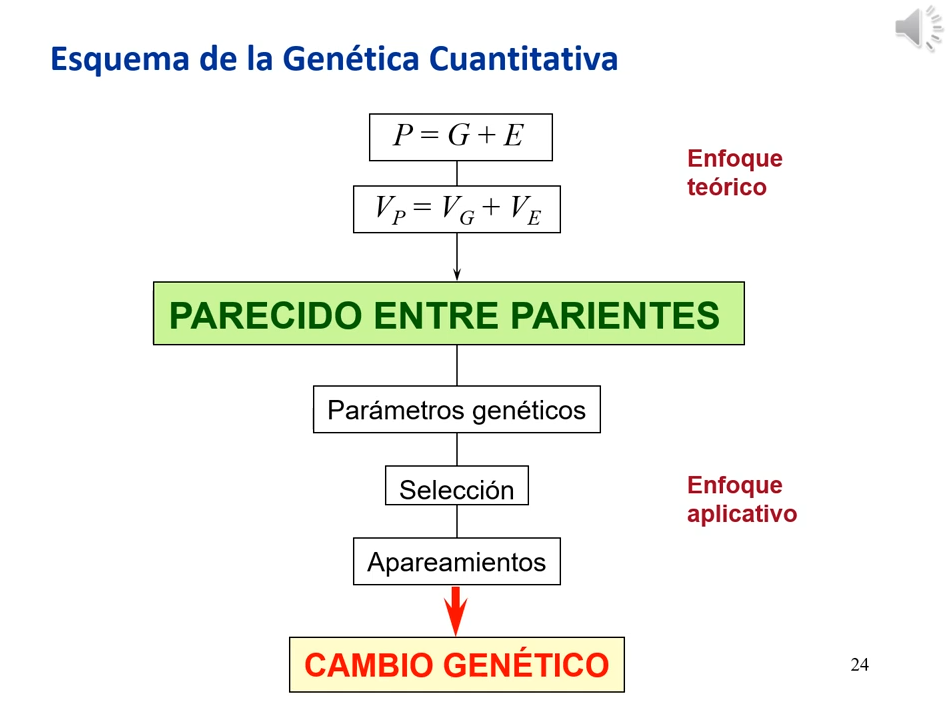 Esquema de la Genética Cuantitativa
P = G + E
Enfoque
teórico
V_P = V_G + V_E
PARECIDO ENTRE PARIENTES
Parámetros genéticos
Selección
Enfoque
aplicativo
Apareamientos
CAMBIO GENÉTICO
24